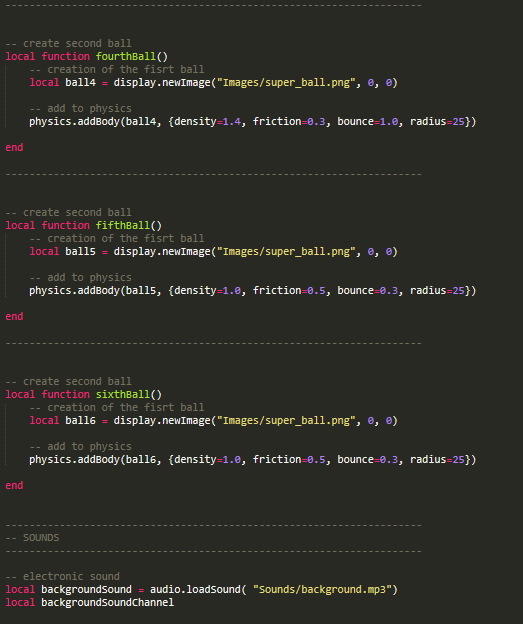 ----------------------------------------------------------------------
-- create second ball
local function fourthBall()
-- creation of the fisrt ball
local ball4 = display.newImage("Images/super_ball.png", 0, 0)
-- add to physics
physics.addBody(ball4, {density=1.4, friction=0.3, bounce=1.0, radius=25})
end
----------------------------------------------------------------------
-- create second ball
local function fifthBall()
-- creation of the fisrt ball
local ball5 = display.newImage("Images/super_ball.png", 0, 0)
-- add to physics
physics.addBody(ball5, {density=1.0, friction=0.5, bounce=0.3, radius=25})
end
----------------------------------------------------------------------
-- create second ball
local function sixthBall()
-- creation of the fisrt ball
local ball6 = display.newImage("Images/super_ball.png", 0, 0)
-- add to physics
physics.addBody(ball6, {density=1.0, friction=0.5, bounce=0.3, radius=25})
end
----------------------------------------------------------------------
-- SOUNDS
----------------------------------------------------------------------
-- electronic sound
local backgroundSound = audio.loadSound( "Sounds/background.mp3")
local backgroundSoundChannel